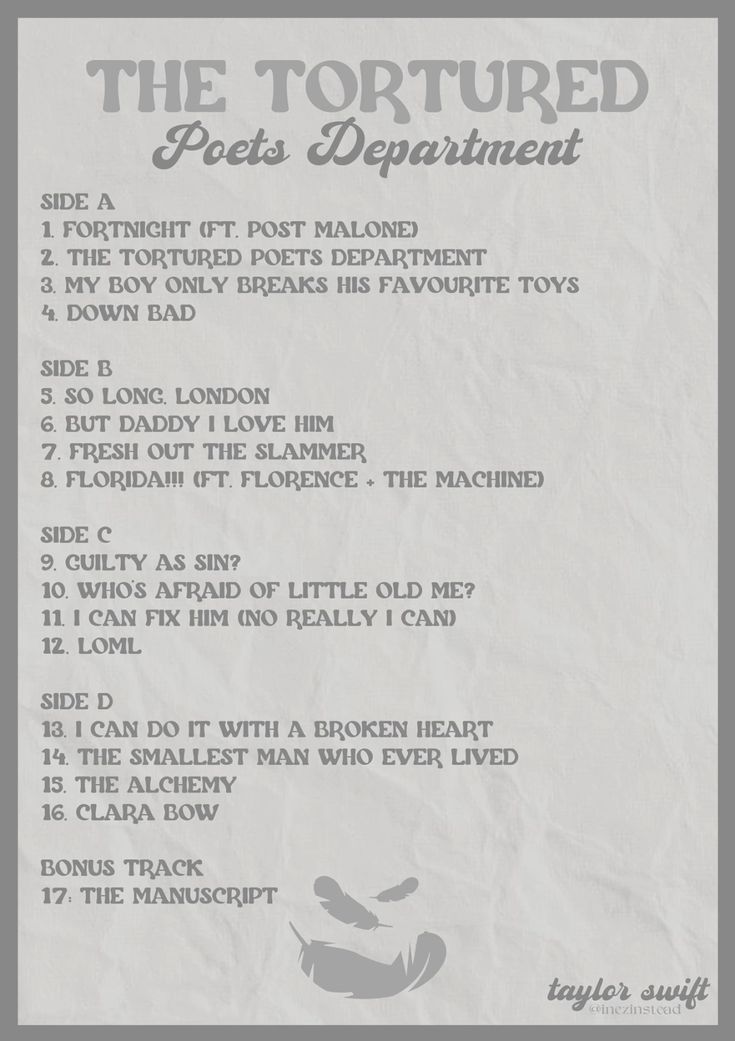 THE TORTURED
Poets Department
SIDE A
1. FORTNIGHT (FT. POST MALONE)
2. THE TORTURED POETS DEPARTMENT
3. MY BOY ONLY BREAKS HIS FAVOURITE TOYS
4. DOWN BAD
SIDE B
5. SO LONG, LONDON
6. BUT DADDY I LOVE HIM
7. FRESH OUT THE SLAMMER
8. FLORIDA!!! (FT. FLORENCE + THE MACHINE)
SIDE C
9. GUILTY AS SIN?
10. WHO'S AFRAID OF LITTLE OLD ME?
11. I CAN FIX HIM (NO REALLY I CAN)
12. LOML
SIDE D
13. I CAN DO IT WITH A BROKEN HEART
14. THE SMALLEST MAN WHO EVER LIVED
15. THE ALCHEMY
16. CLARA BOW
BONUS TRACK
17: THE MANUSCRIPT
taylor swift
@inezinstead